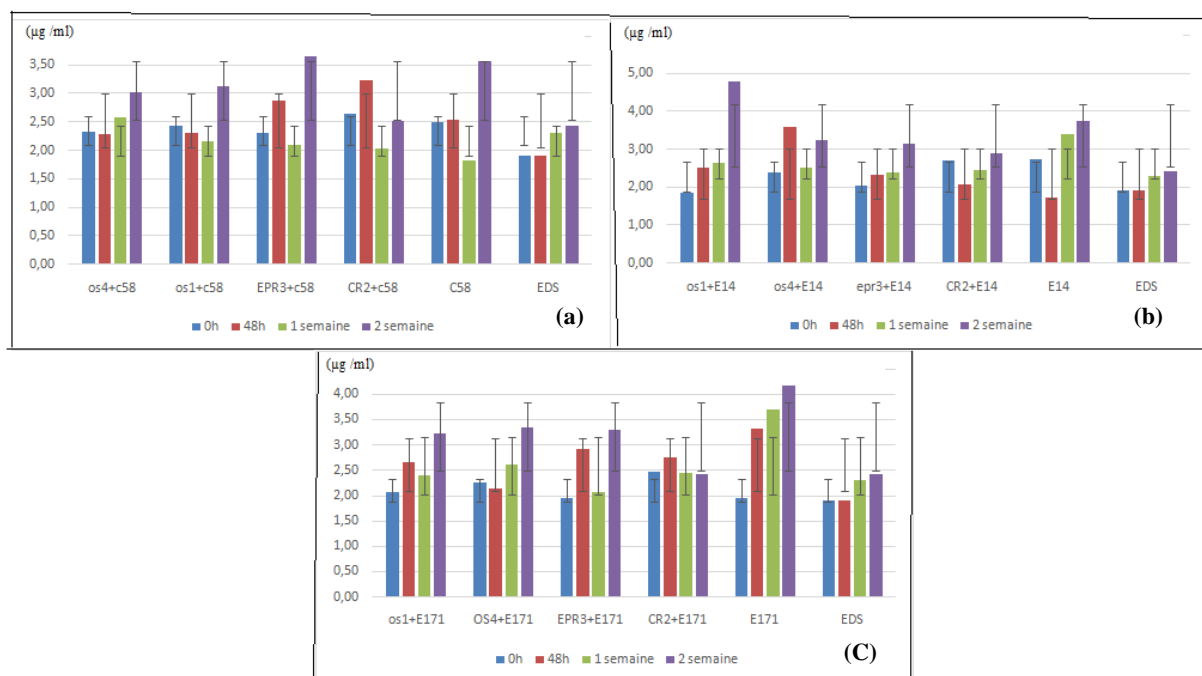 (µg /ml)
3,50
3,00
2,50
2,00
1,50
1,00
0,50
0,00
os4+c58 os1+c58 EPR3+c58 CR2+c58 C58 EDS
0h 48h 1 semaine 2 semaine
(a)
(µg /ml)
5,00
4,00
3,00
2,00
1,00
0,00
os1+E14 os4+E14 epr3+E14 CR2+E14 E14 EDS
0h 48h 1 semaine 2 semaine
(b)
(µg /ml)
4,00
3,50
3,00
2,50
2,00
1,50
1,00
0,50
0,00
os1+E171 OS4+E171 EPR3+E171 CR2+E171 E171 EDS
0h 48h 1 semaine 2 semaine
(C)